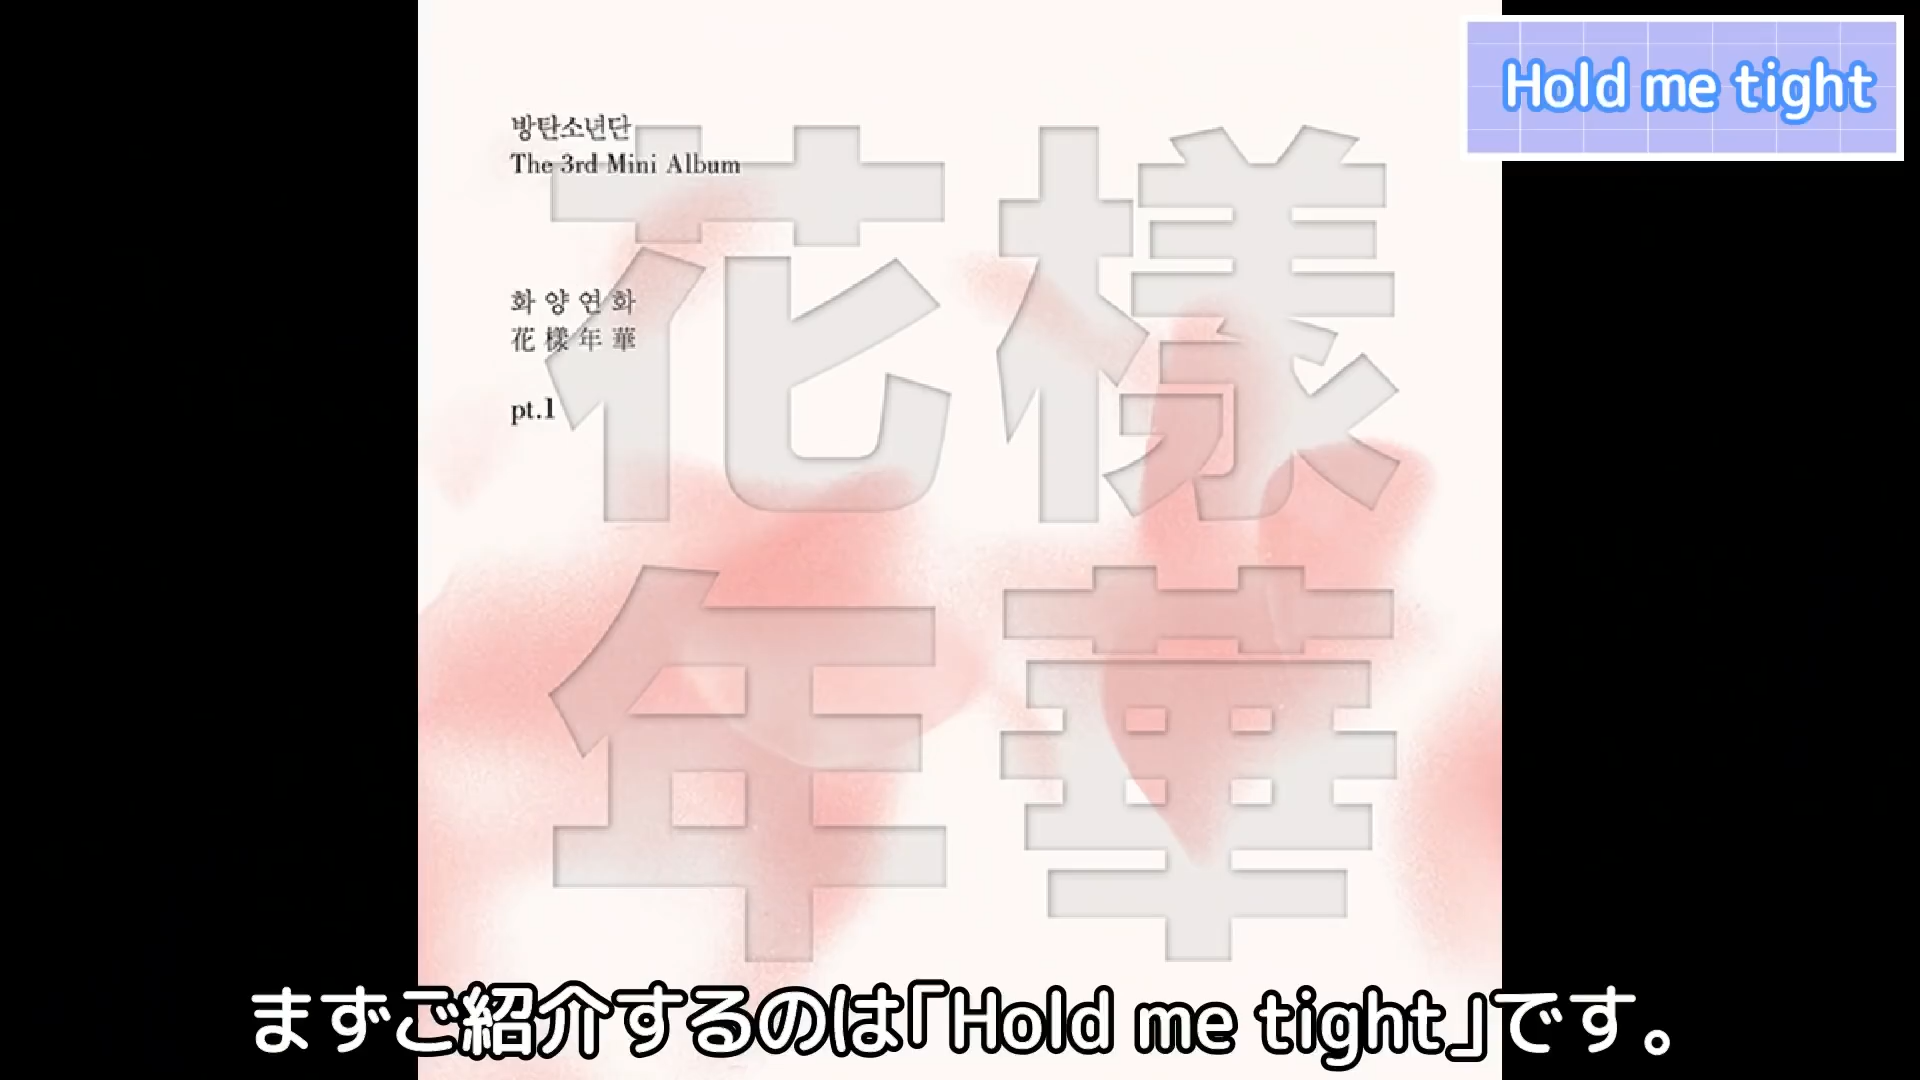 Hold me tight
방탄소년단
The 3rd Mini Album
화양연화
花樣年華
pt.1
花樣
年華
まずご紹介するのは「Hold me tight」です。